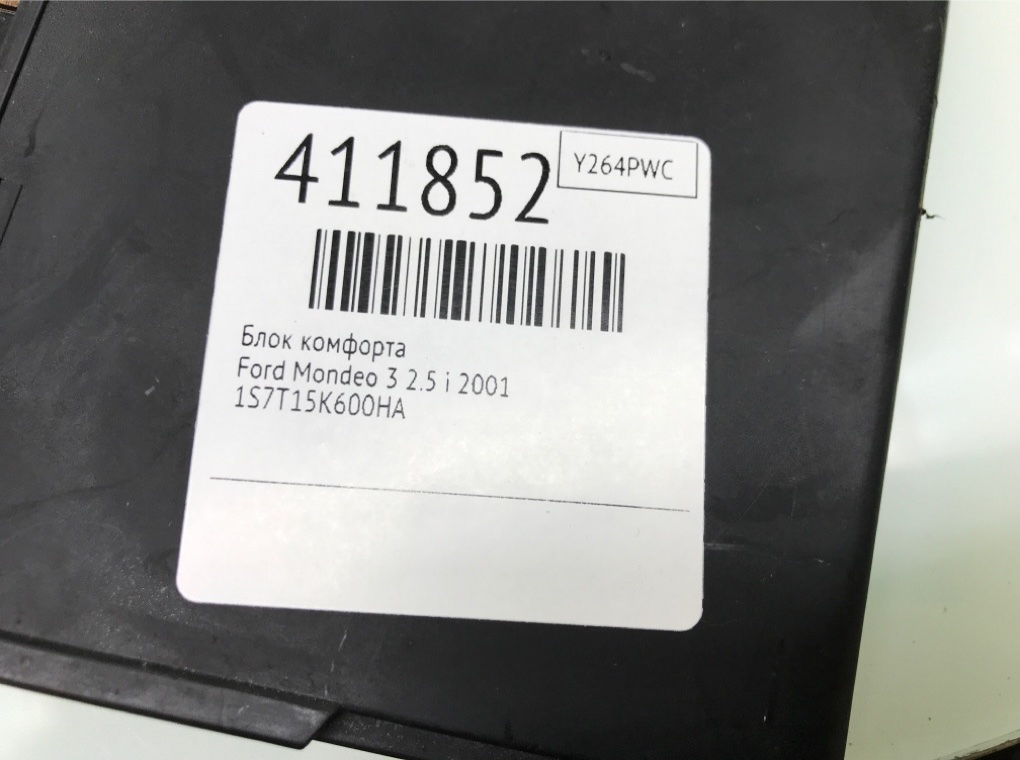 411852
Y264PWC
Блок комфорта
Ford Mondeo 3 2.5 i 2001
1S7T15K600HA